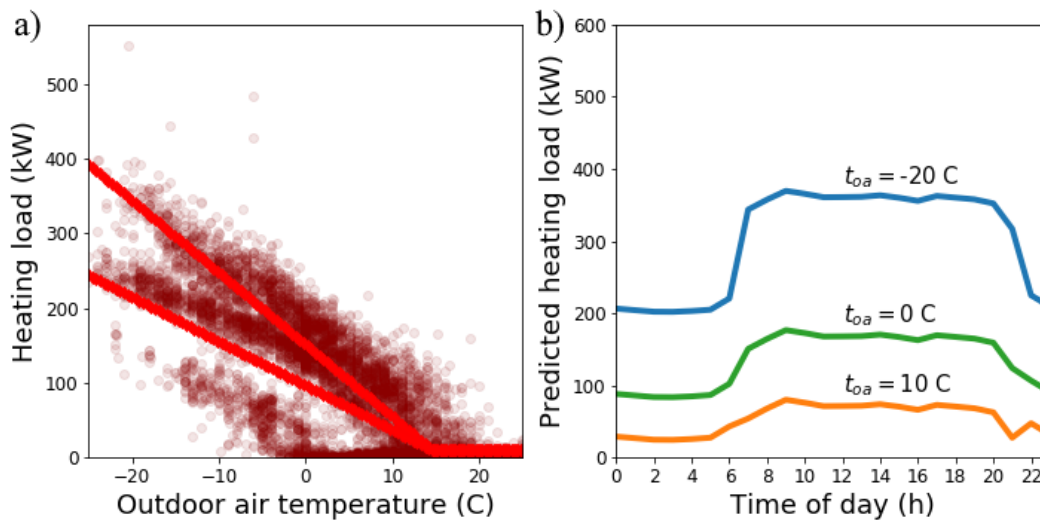 a)
Heating load (kW)
500
400
300
200
100
0
−20 −10 0 10 20
Outdoor air temperature (C)
b)
Predicted heating load (kW)
600
500
400
300
200
100
0
t_oa = -20 C
t_oa = 0 C
t_oa = 10 C
0 2 4 6 8 10 12 14 16 18 20 22
Time of day (h)